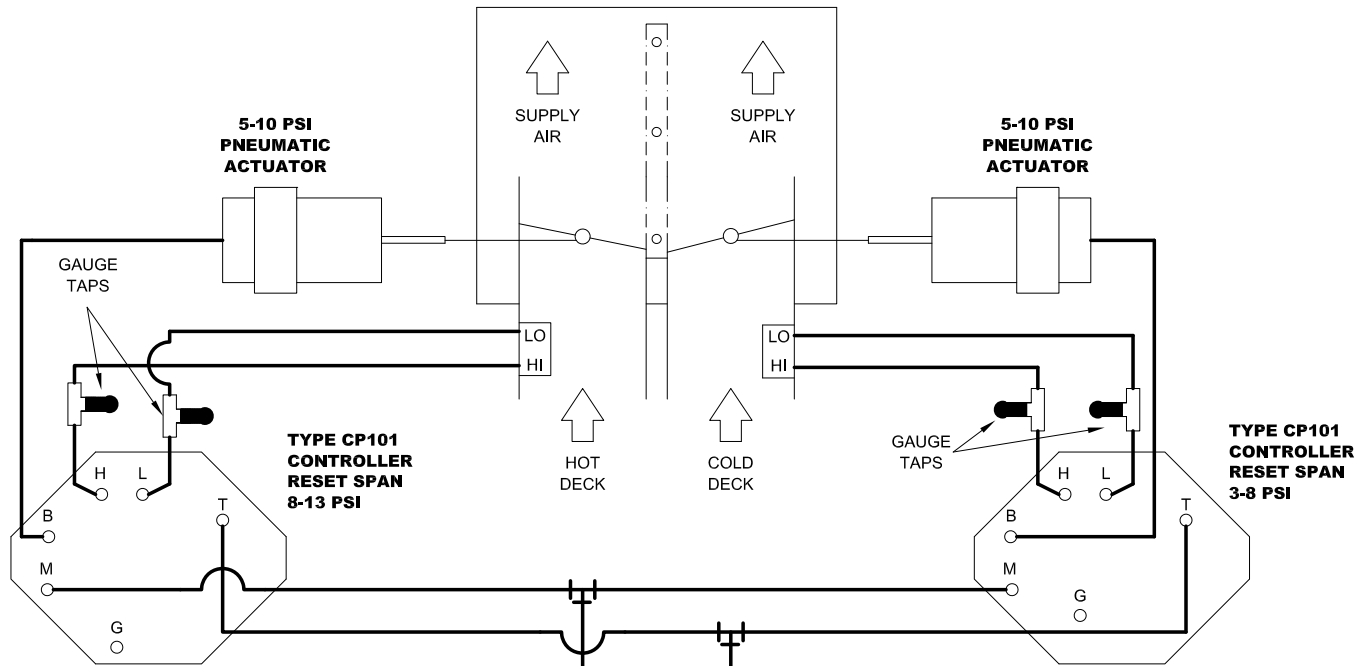 SUPPLY
AIR
SUPPLY
AIR
5-10 PSI
PNEUMATIC
ACTUATOR
5-10 PSI
PNEUMATIC
ACTUATOR
GAUGE
TAPS
LO
HI
LO
HI
TYPE CP101
CONTROLLER
RESET SPAN
8-13 PSI
HOT
DECK
COLD
DECK
GAUGE
TAPS
TYPE CP101
CONTROLLER
RESET SPAN
3-8 PSI
H
L
T
B
M
G
H
L
T
B
M
G